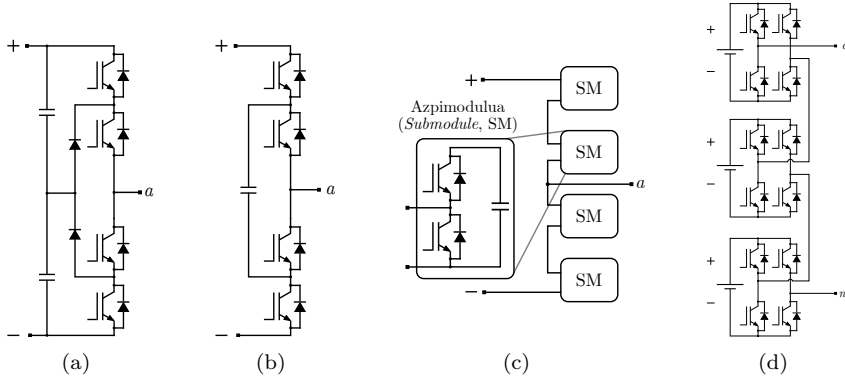 +
a
−
(a)
+
a
−
(b)
Azpimodulua
(Submodule, SM)
+
SM
SM
a
SM
SM
−
(c)
+
−
a
+
−
+
−
n
(d)